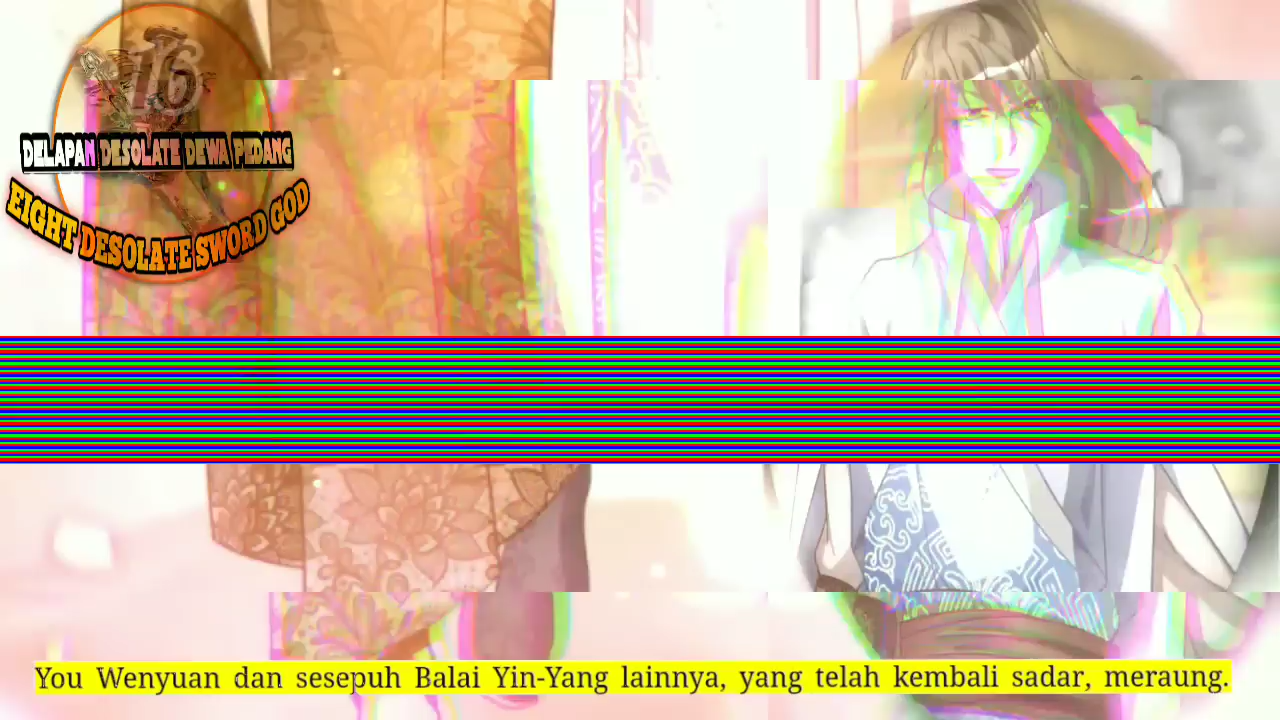 16
DELAPAN DESOLATE DEWA PEDANG
EIGHT DESOLATE SWORD GOD
You Wenyuan dan sesepuh Balai Yin-Yang lainnya, yang telah kembali sadar, meraung.